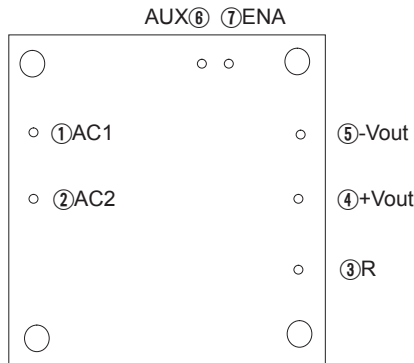 AUX⑥ ⑦ENA
①AC1 ⑤-Vout
②AC2 ④+Vout
③R